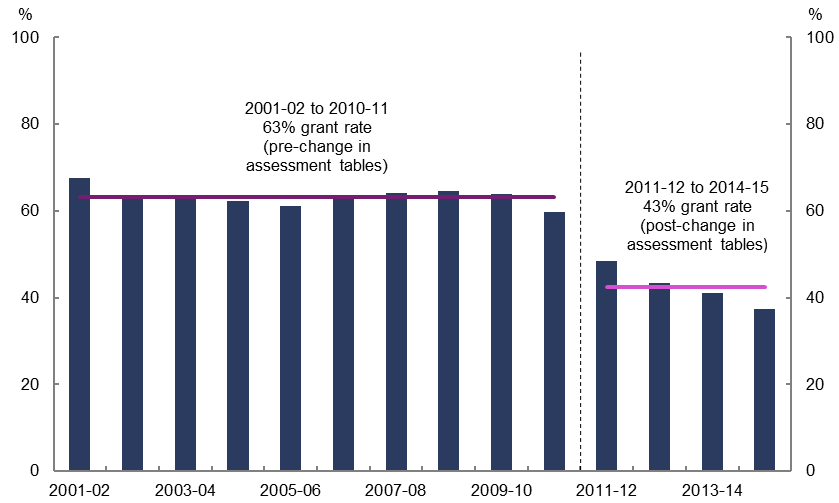 % %
100 100
2001-02 to 2010-11
63% grant rate
(pre-change in
assessment tables)
80 80
2011-12 to 2014-15
43% grant rate
(post-change in
assessment tables)
60 60
40 40
20 20
0 0
2001-02 2003-04 2005-06 2007-08 2009-10 2011-12 2013-14